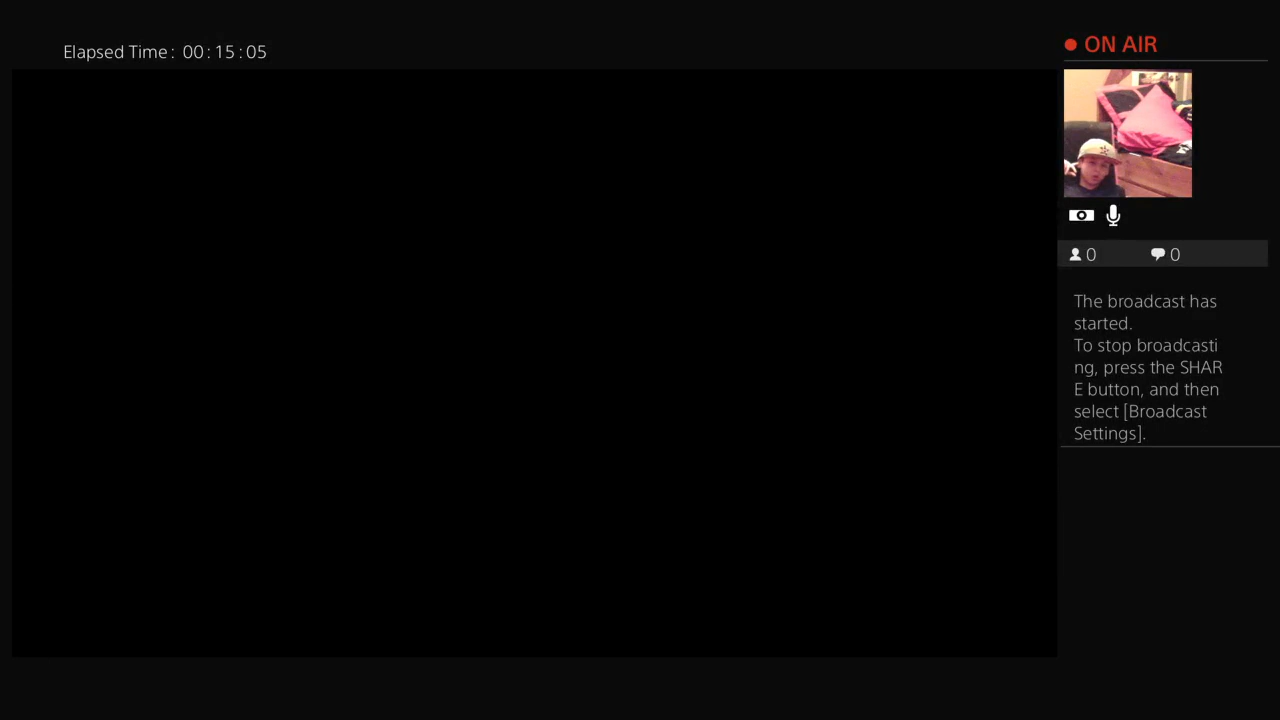 Elapsed Time: 00:15:05
ON AIR
0 0
The broadcast has
started.
To stop broadcasti
ng, press the SHAR
E button, and then
select [Broadcast
Settings].